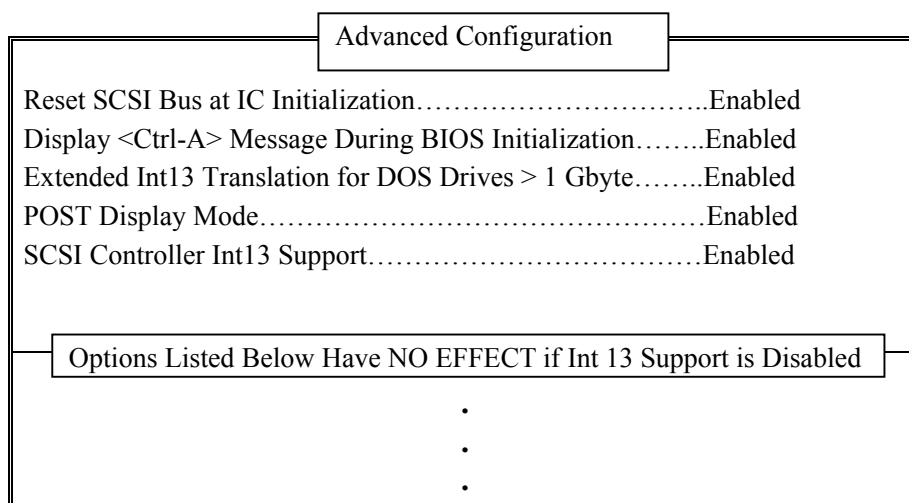 Advanced Configuration
Reset SCSI Bus at IC Initialization…………………………..Enabled
Display <Ctrl-A> Message During BIOS Initialization……..Enabled
Extended Int13 Translation for DOS Drives > 1 Gbyte……..Enabled
POST Display Mode…………………………………………Enabled
SCSI Controller Int13 Support………………………………Enabled
Options Listed Below Have NO EFFECT if Int 13 Support is Disabled
.
.
.